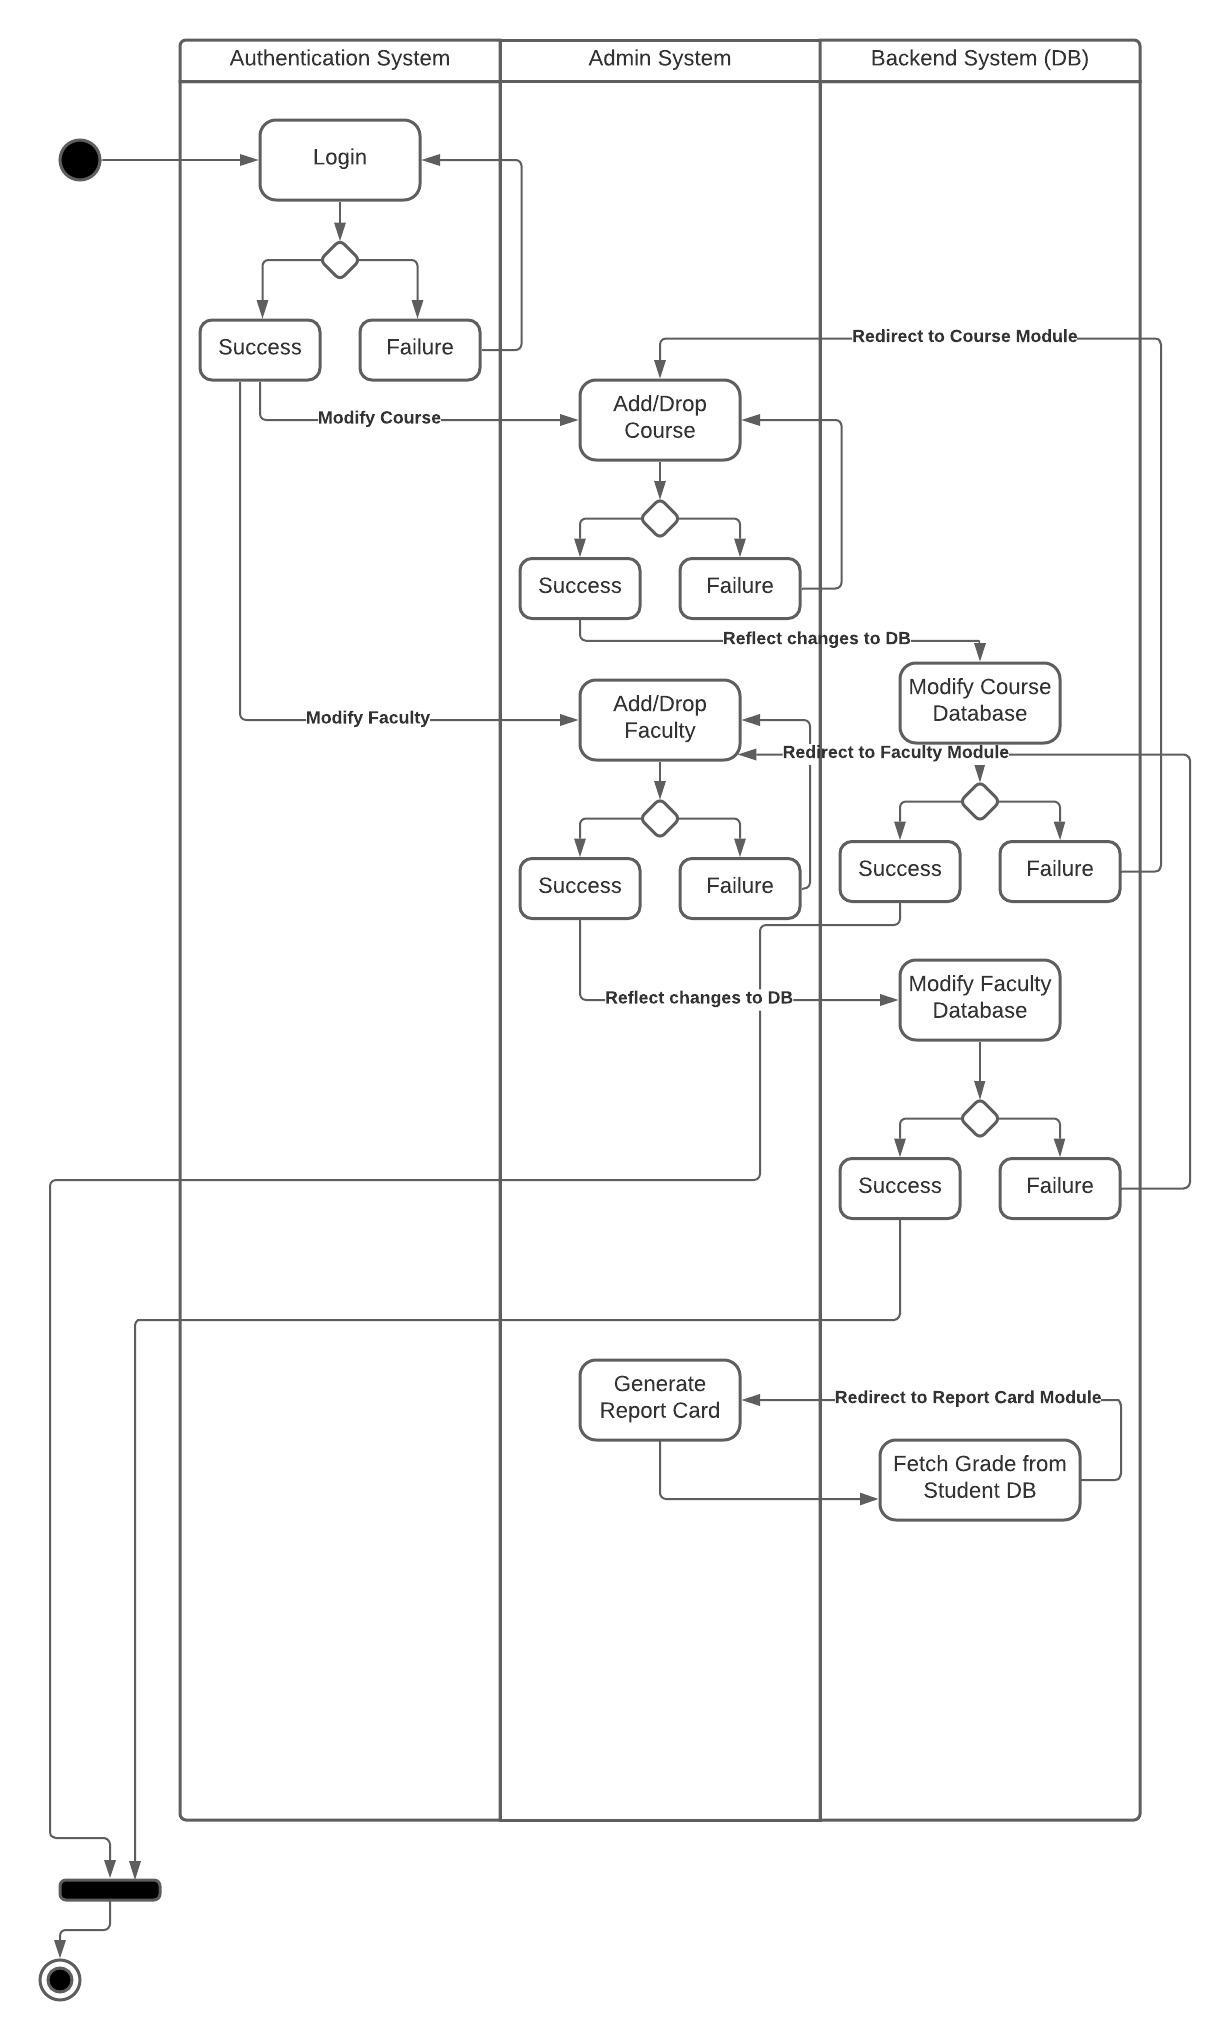 Authentication System
Admin System
Backend System (DB)
Login
Success
Failure
Redirect to Course Module
Add/Drop
Course
Modify Course
Success
Failure
Reflect changes to DB
Modify Course
Database
Add/Drop
Faculty
Modify Faculty
Redirect to Faculty Module
Success
Failure
Success
Failure
Modify Faculty
Database
Reflect changes to DB
Success
Failure
Generate
Report Card
Redirect to Report Card Module
Fetch Grade from
Student DB